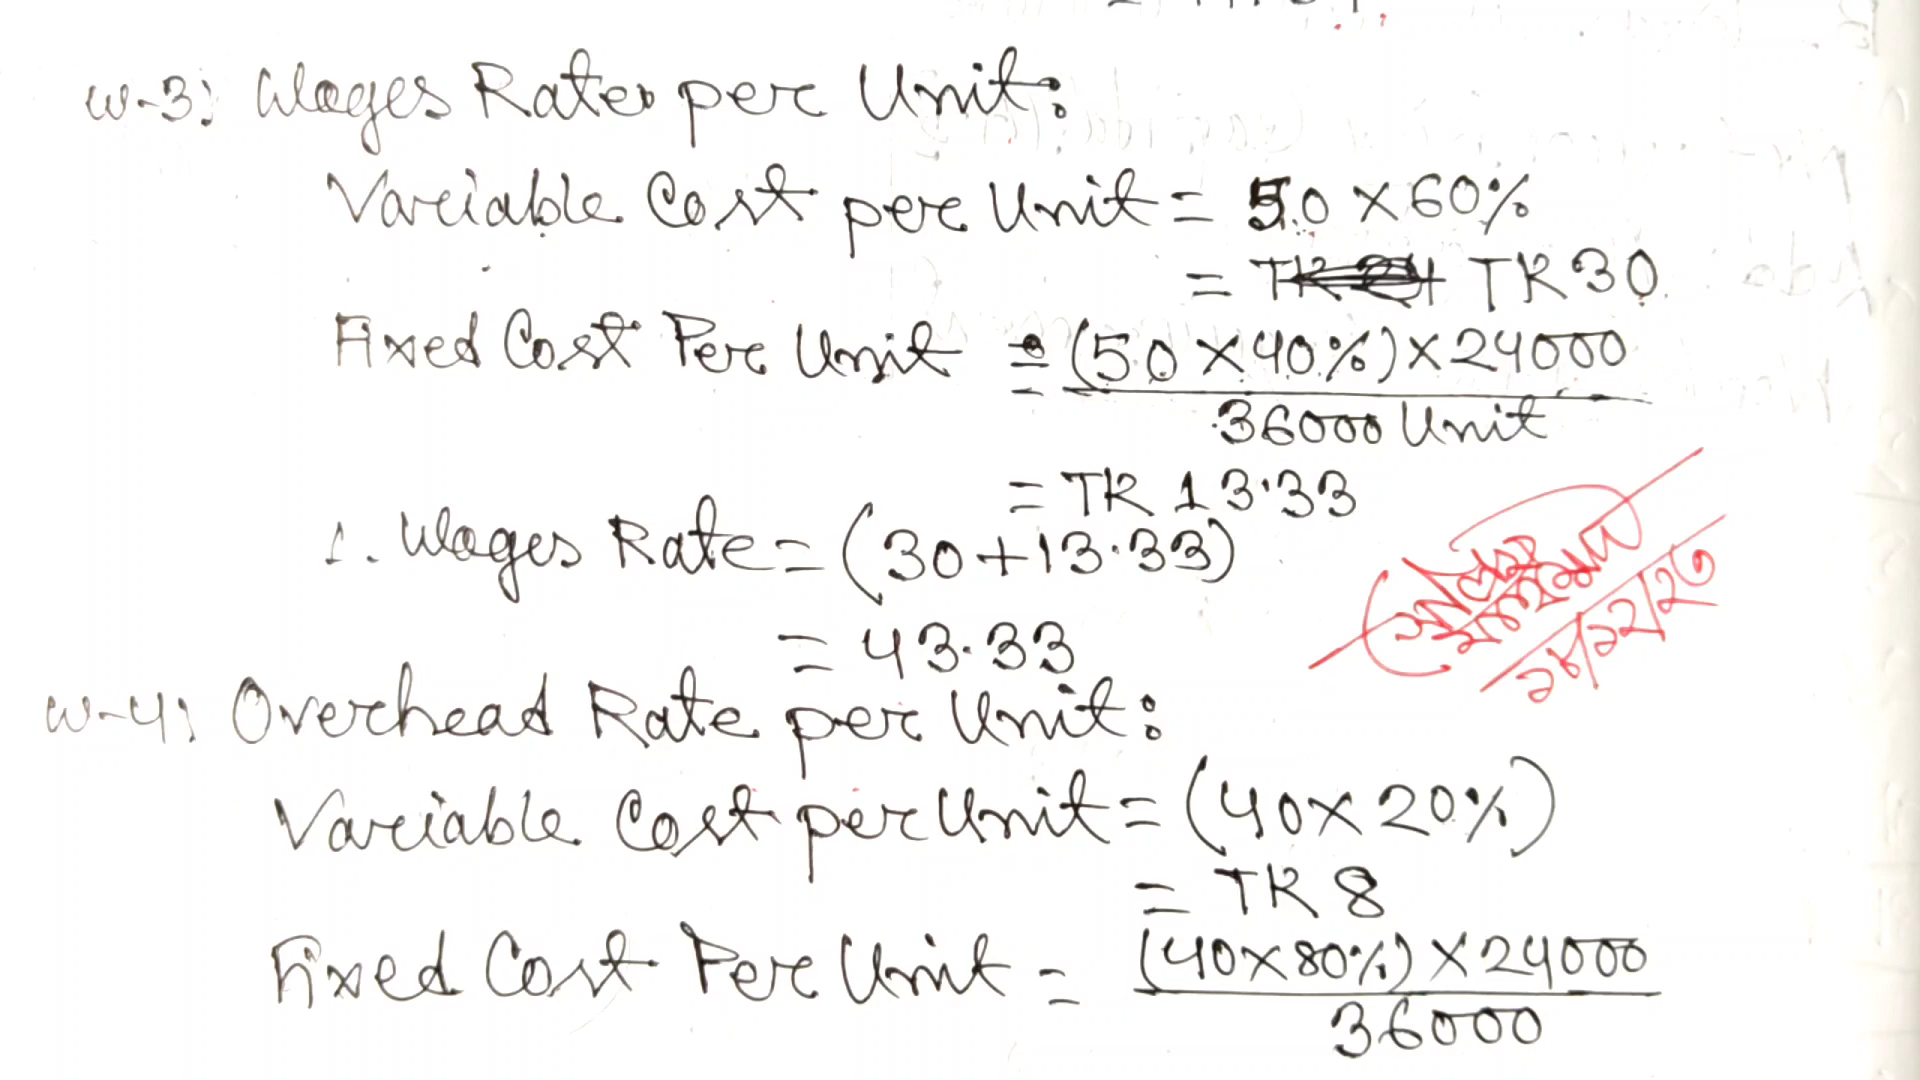 W-3: Wages Rate per Unit:
Variable Cost per Unit = 50 × 60%
= TK 30
Fixed Cost Per Unit = (50 × 40%) × 24000
36000 Unit
= TK 13.33
∴ Wages Rate = (30 + 13.33)
= 43.33
W-4: Overhead Rate per Unit:
Variable Cost per Unit = (40 × 20%)
= TK 8
Fixed Cost Per Unit = (40 × 80%) × 24000
36000